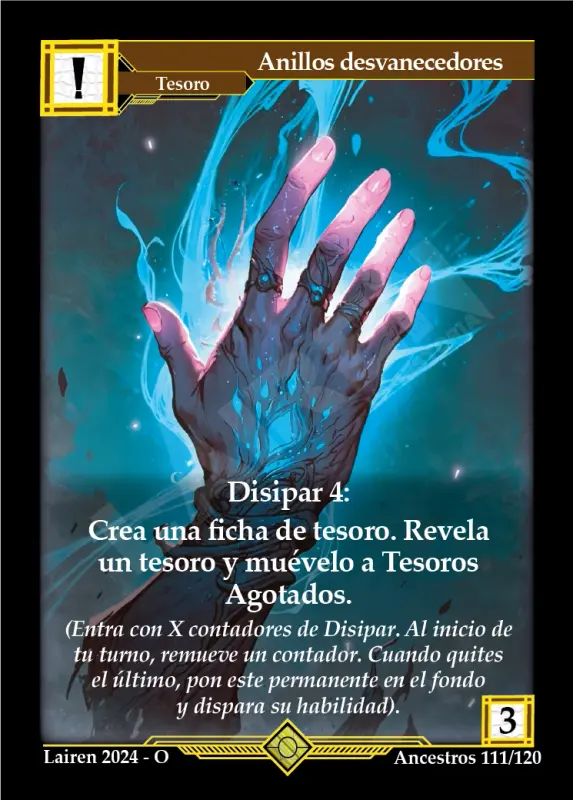 !
Anillos desvanecedores
Tesoro
Disipar 4:
Crea una ficha de tesoro. Revela
un tesoro y muévelo a Tesoros
Agotados.
(Entra con X contadores de Disipar. Al inicio de
tu turno, remueve un contador. Cuando quites
el último, pon este permanente en el fondo
y dispara su habilidad).
3
Lairen 2024 - O
Ancestros 111/120